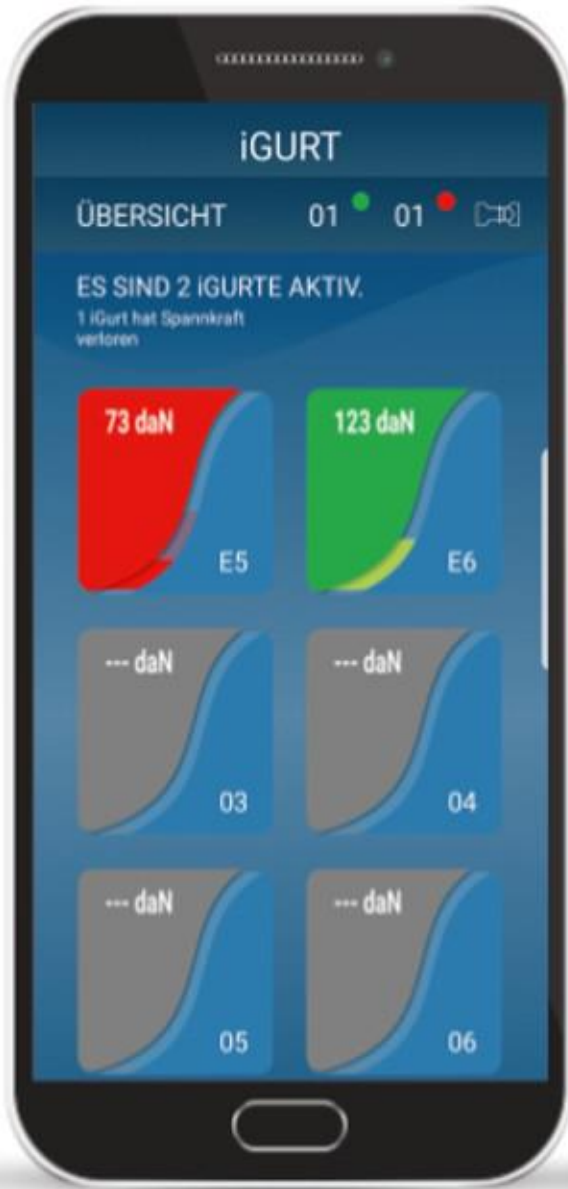 iGURT
ÜBERSICHT 01 01
ES SIND 2 iGURTE AKTIV.
1 iGurt hat Spannkraft
verloren
73 daN 123 daN
E5 E6
--- daN --- daN
03 04
--- daN --- daN
05 06